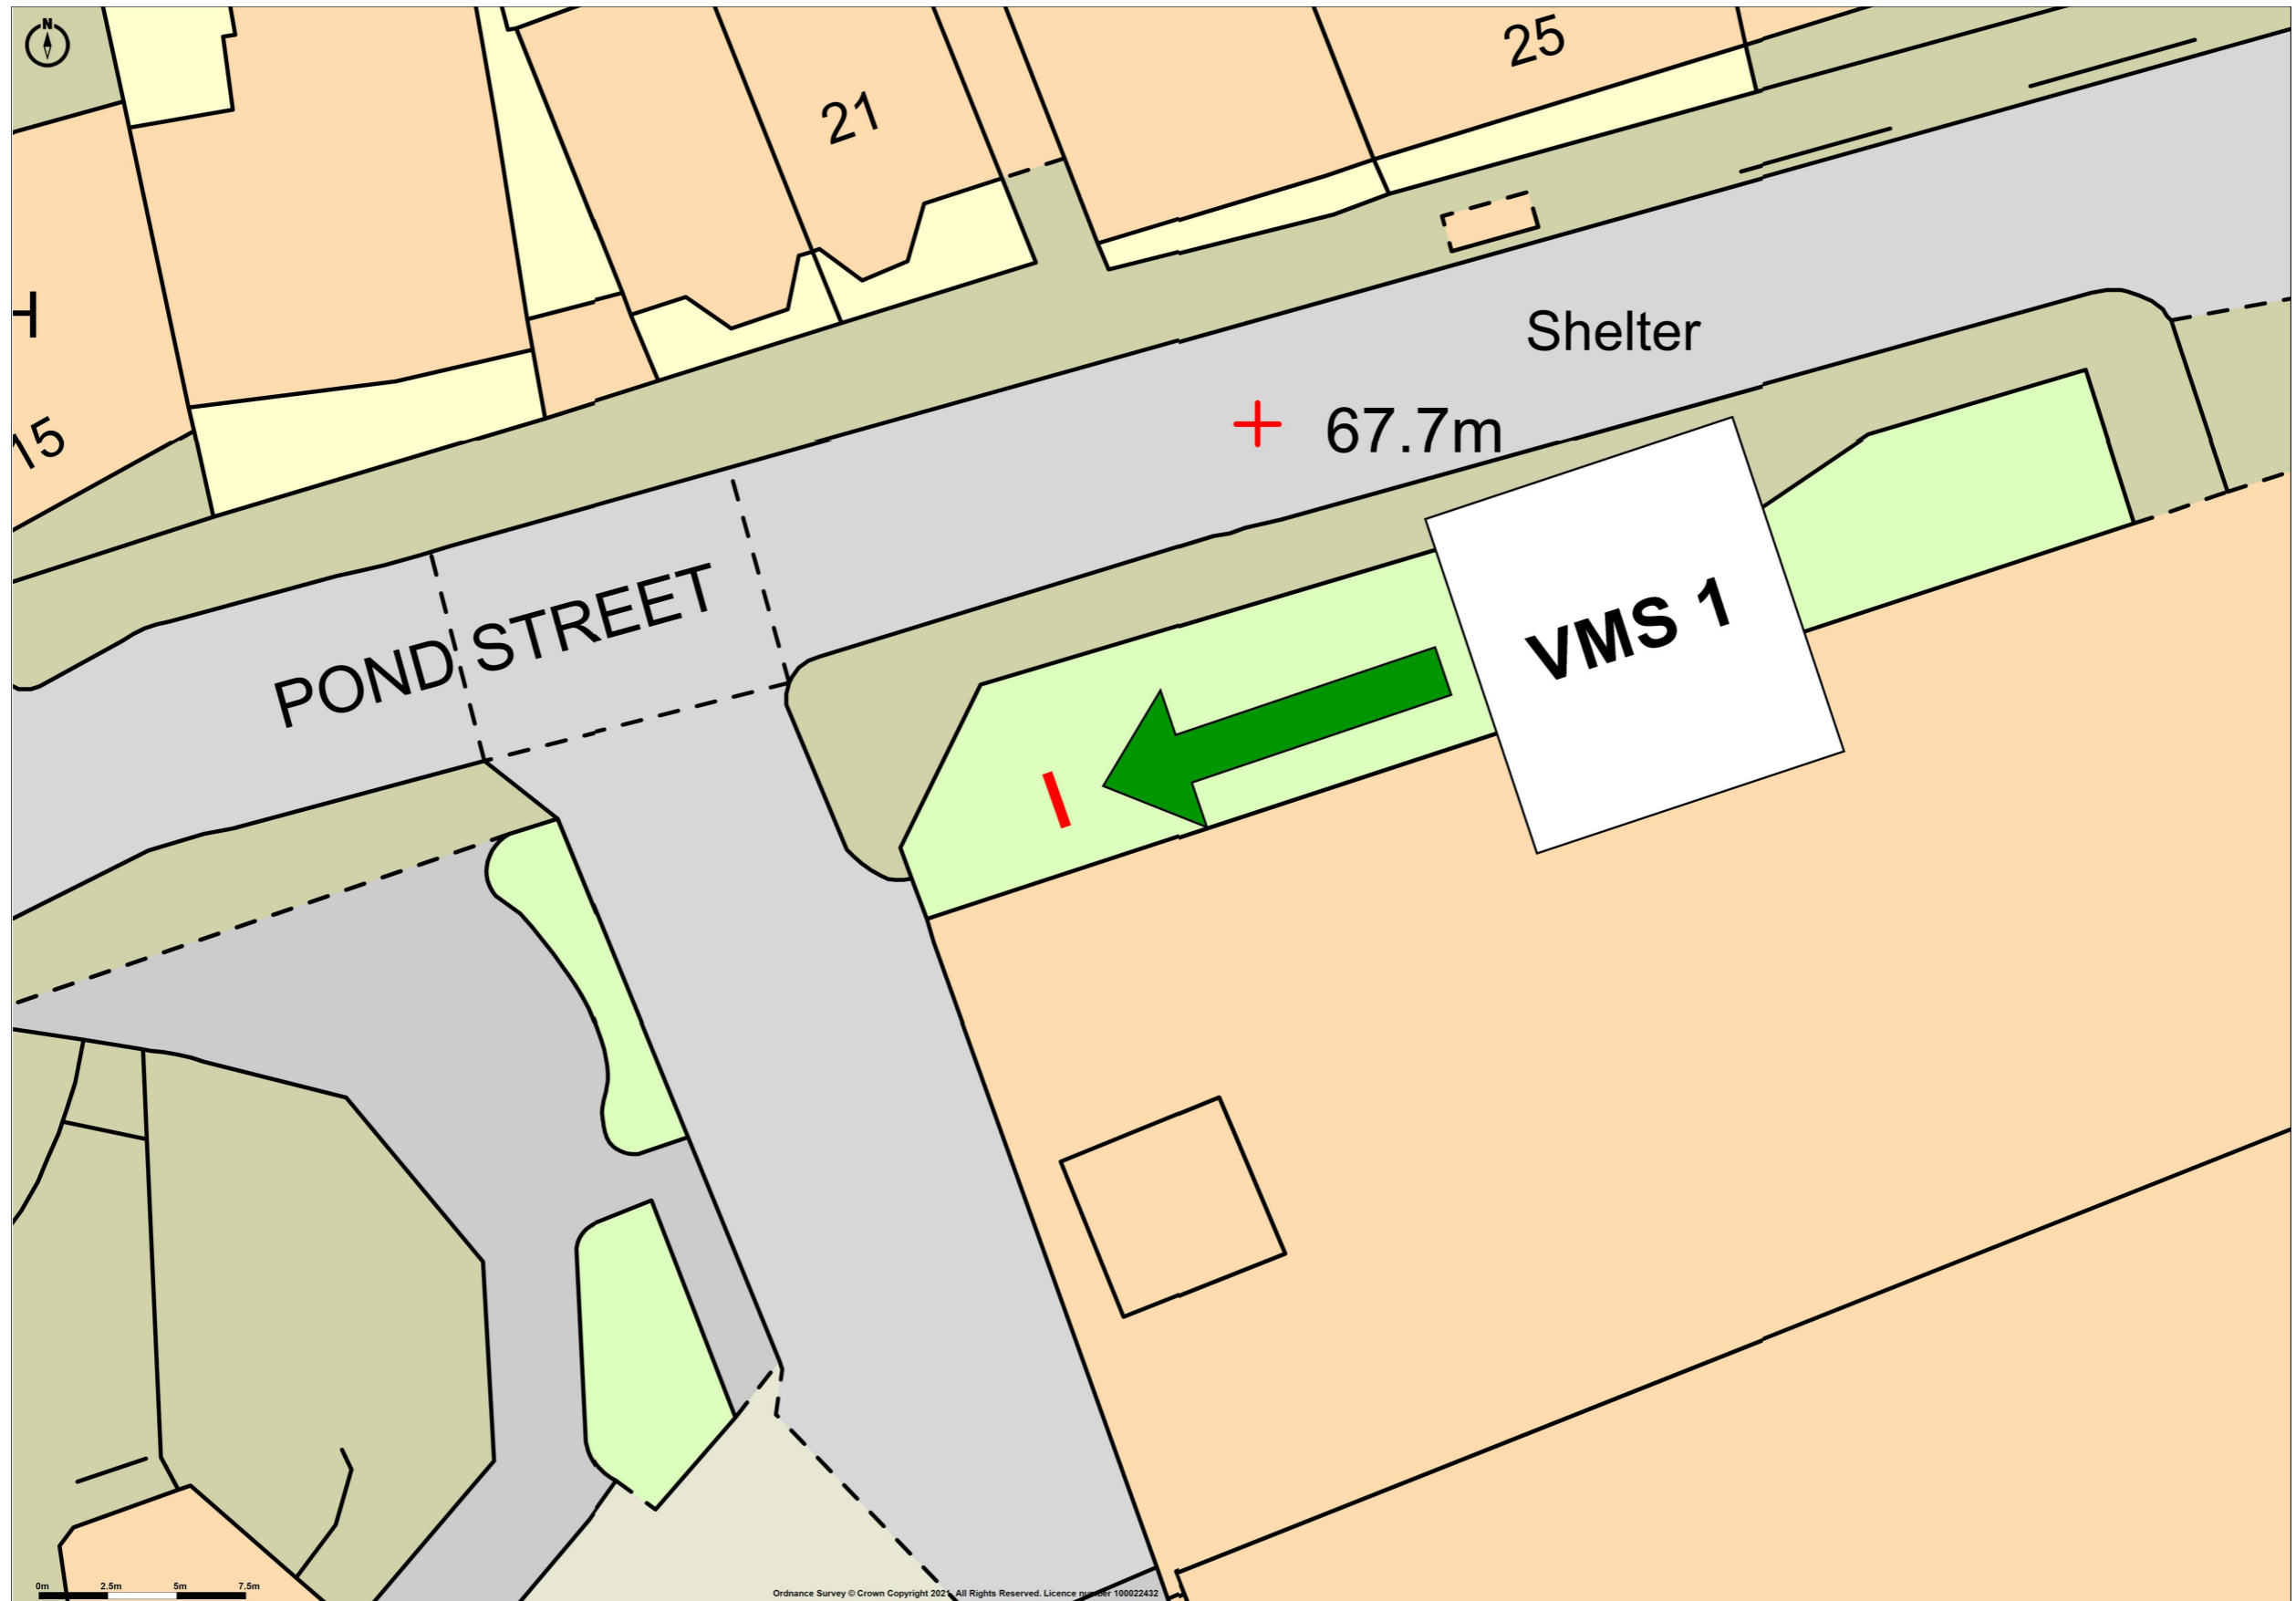 N
25
21
H
15
Shelter
67.7m
POND STREET
VMS 1
0m 2.5m 5m 7.5m
Ordnance Survey © Crown Copyright 2021. All Rights Reserved. Licence number 100022432